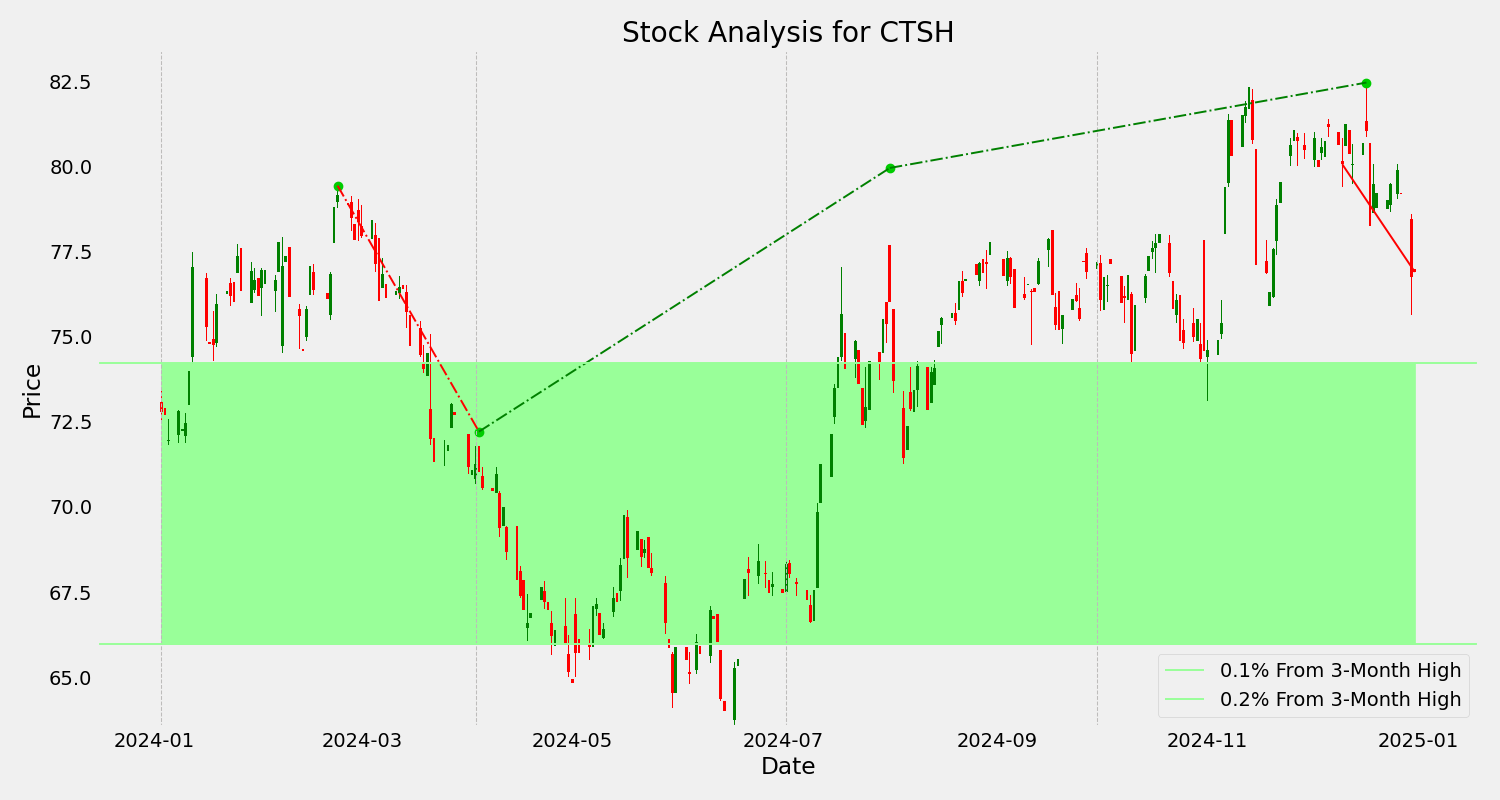 Stock Analysis for CTSH
82.5
80.0
77.5
75.0
72.5
70.0
67.5
65.0
Price
0.1% From 3-Month High
0.2% From 3-Month High
2024-01 2024-03 2024-05 2024-07 2024-09 2024-11 2025-01
Date